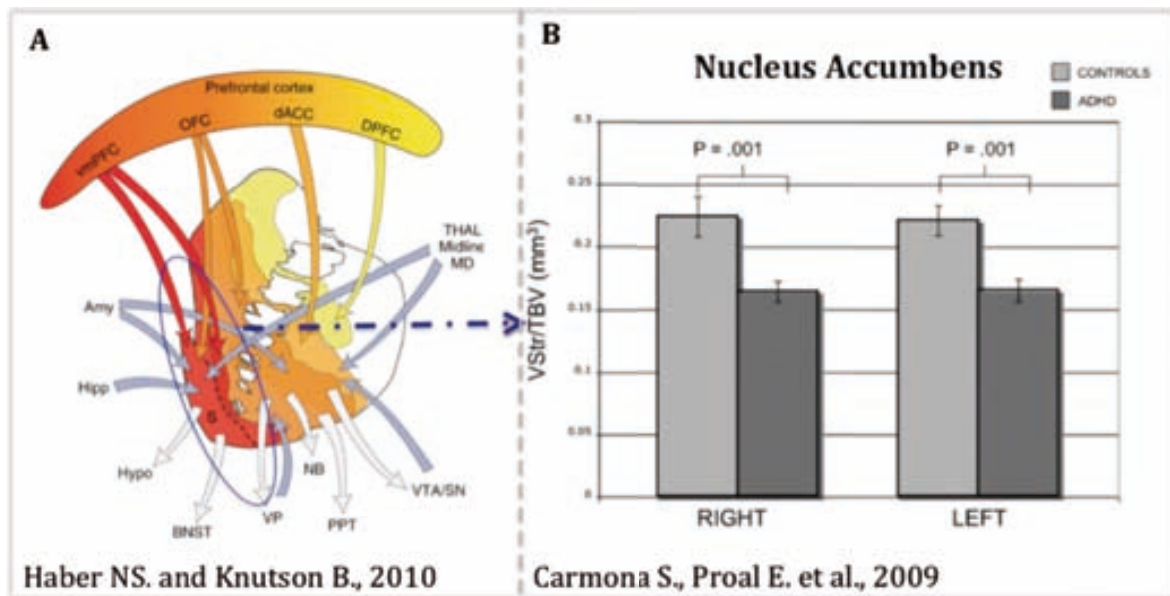 A
Prefrontal cortex
vmPFC
OFC
dACC
DPFC
THAL
Midline
MD
Amy
Hipp
S
Hypo
BNST
VP
NB
PPT
VTA/SN
Haber NS. and Knutson B., 2010
B
Nucleus Accumbens
CONTROLS
ADHD
VStr/TBV (mm³)
0.3
0.25
0.2
0.15
0.1
0.05
0
P = .001
P = .001
RIGHT
LEFT
Carmona S., Proal E. et al., 2009